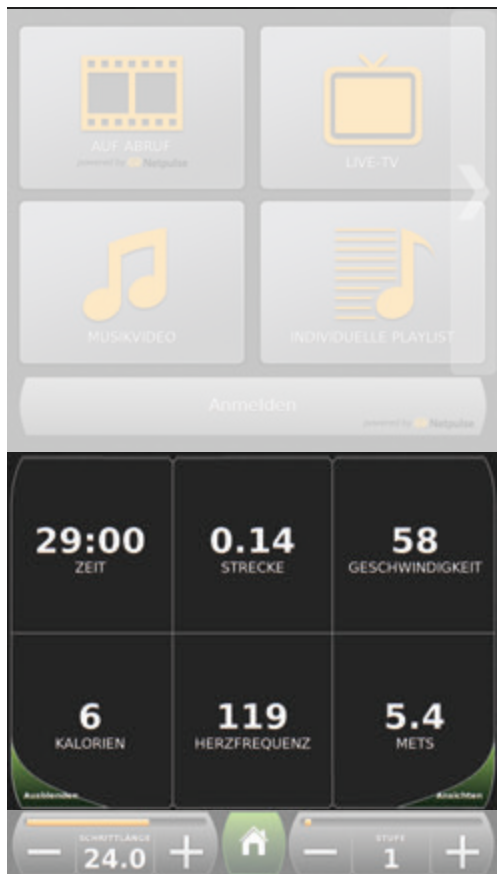 AUF ABRUF
powered by Netpulse
LIVE-TV
MUSIKVIDEO
INDIVIDUELLE PLAYLIST
Anmelden
powered by Netpulse
29:00
ZEIT
0.14
STRECKE
58
GESCHWINDIGKEIT
6
KALORIEN
119
HERZFREQUENZ
5.4
METS
Ausblenden
Ansichten
SCHRITTLÄNGE
24.0
STUFE
1